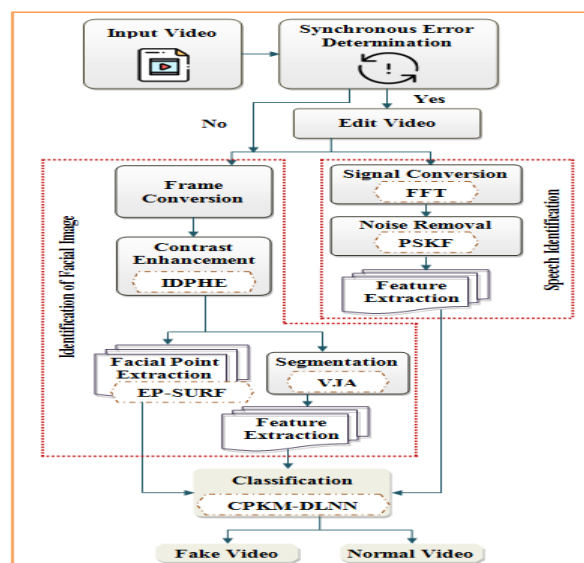 Input Video
Synchronous Error
Determination
No
Yes
Edit Video
Identification of Facial Image
Frame
Conversion
Contrast
Enhancement
IDPHE
Facial Point
Extraction
EP-SURF
Segmentation
VJA
Feature
Extraction
Signal Conversion
FFT
Noise Removal
PSKF
Feature
Extraction
Speech Identification
Classification
CPKM-DLNN
Fake Video
Normal Video